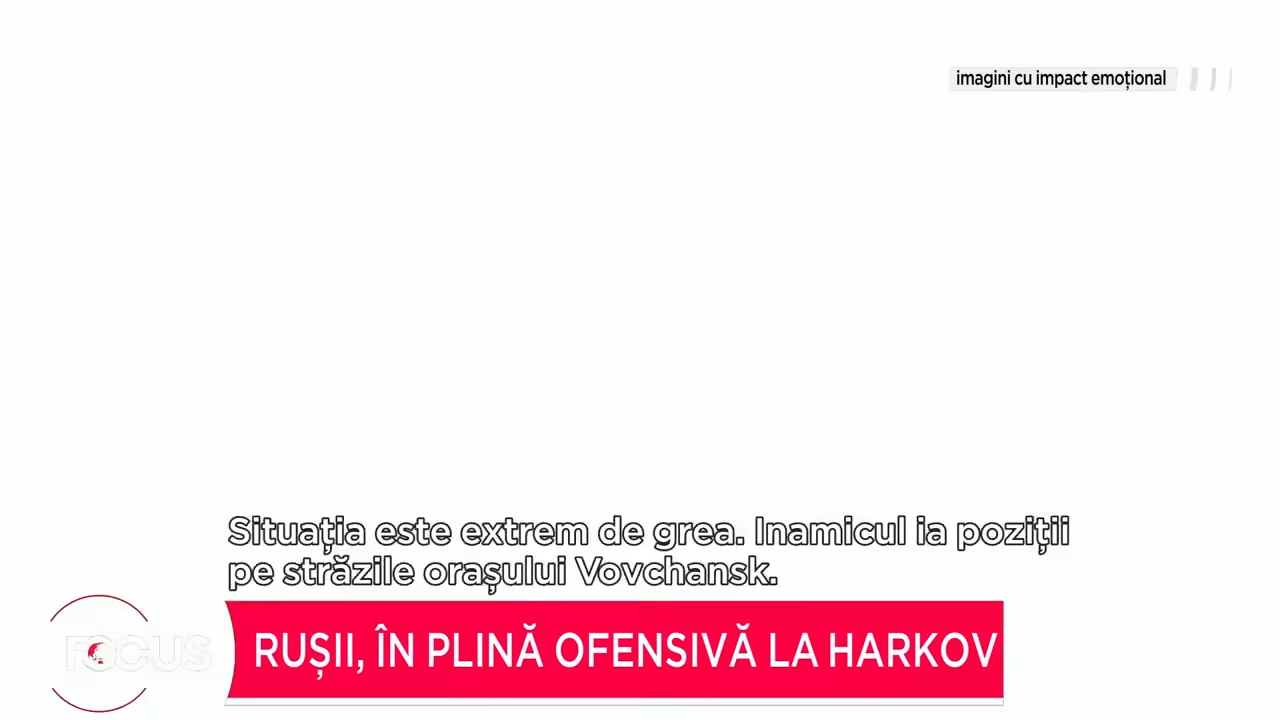 imagini cu impact emoțional
Situația este extrem de grea. Inamicul ia poziții
pe străzile orașului Vovchansk.
FOCUS
RUȘII, ÎN PLINĂ OFENSIVĂ LA HARKOV